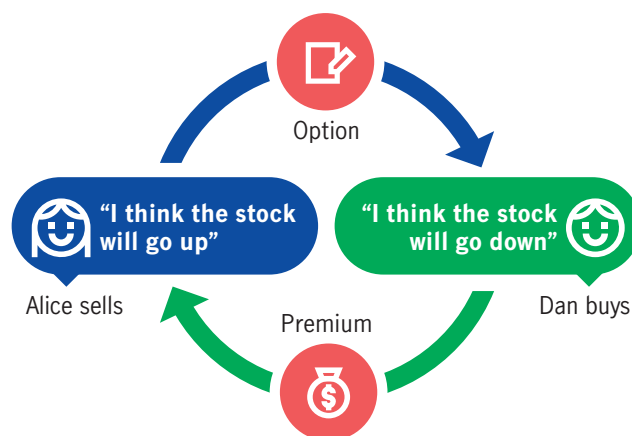 Option
“I think the stock
will go up”
“I think the stock
will go down”
Alice sells
Dan buys
Premium
$